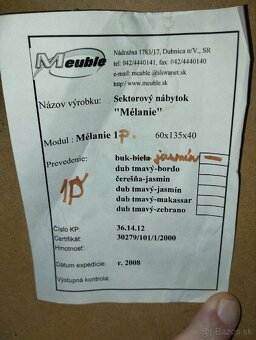 Meuble
Nádražná 1783/17, Dubnica n/V., SR
tel: 042/4440141, fax: 042/4440140
e-mail: meuble @slovanet.sk
http: www.meuble.sk
Názov výrobku: Sektorový nábytok
"Mélanie"
Modul : Mélanie 1P. 60x135x40
Prevedenie: buk-biela jasmín
dub tmavý-bordo
čerešňa-jasmín
1P dub tmavý-jasmín
dub tmavý-makassar
dub tmavý-zebrano
Číslo KP: 36.14.12
Certifikát: 30279/101/1/2000
Hmotnosť:
Dátum expedície: r. 2008
Výstupná kontrola:
bazos.sk